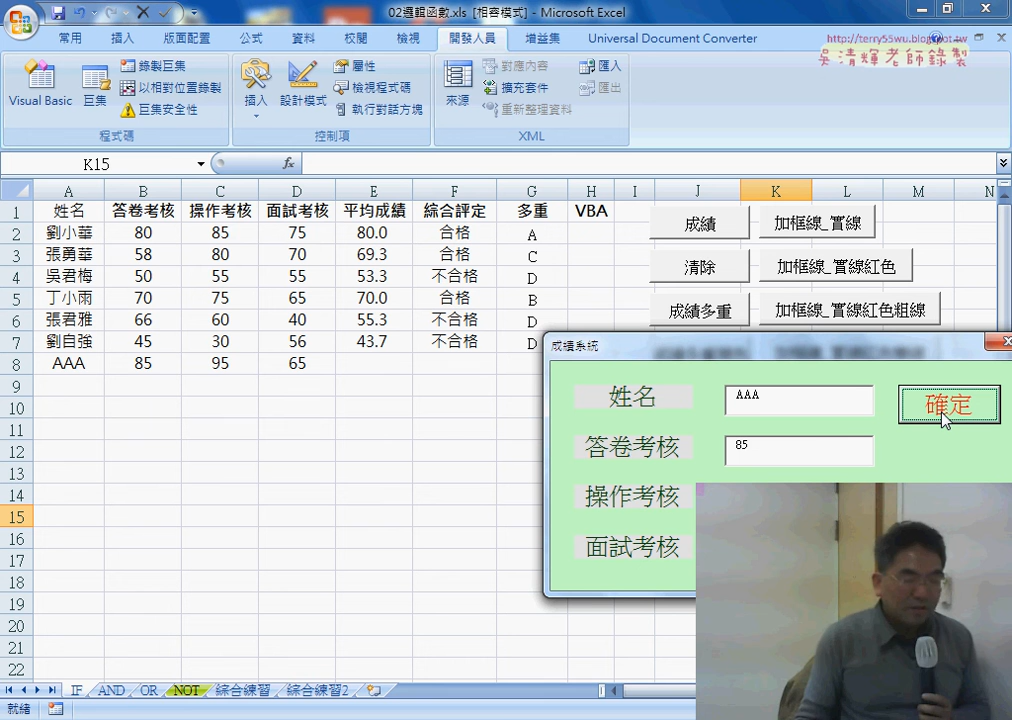 02邏輯函數.xls [相容模式] - Microsoft Excel
常用 插入 版面配置 公式 資料 校閱 檢視 開發人員 增益集 Universal Document Converter
http://terry55wu.blogspot.tw
吳清輝老師錄製
Visual Basic 巨集 錄製巨集 以相對位置錄製 巨集安全性
程式碼
插入 設計模式 屬性 檢視程式碼 執行對話方塊
控制項
來源 對應內容 擴充套件 重新整理資料 匯入 匯出
XML
K15 fx
A B C D E F G H I J K L M N
1 姓名 答卷考核 操作考核 面試考核 平均成績 綜合評定 多重 VBA
2 劉小華 80 85 75 80.0 合格 A
3 張勇華 58 80 70 69.3 合格 C
4 吳君梅 50 55 55 53.3 不合格 D
5 丁小雨 70 75 65 70.0 合格 B
6 張君雅 66 60 40 55.3 不合格 D
7 劉自強 45 30 56 43.7 不合格 D
8 AAA 85 95 65
9
10
11
12
13
14
15
16
17
18
19
20
21
22
成績 加框線_實線
清除 加框線_實線紅色
成績多重 加框線_實線紅色粗線
成積系統
姓名 AAA 確定
答卷考核 85
操作考核
面試考核
IF AND OR NOT 綜合練習 綜合練習2
就緒